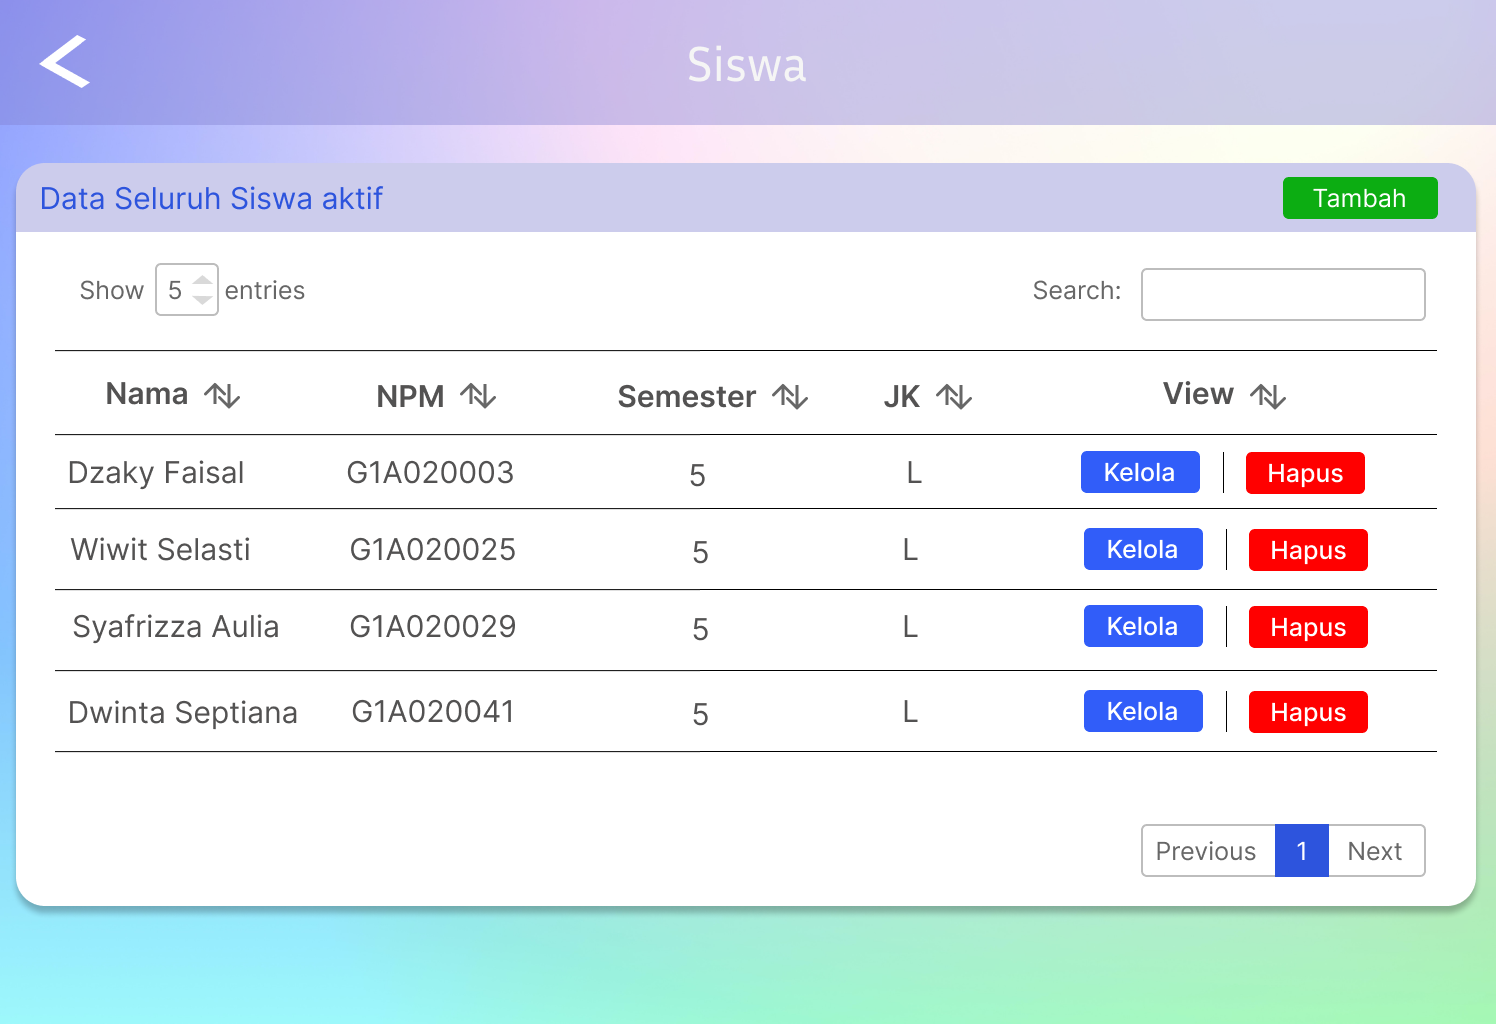 Siswa
Data Seluruh Siswa aktif Tambah
Show 5 entries Search:
Nama NPM Semester JK View
Dzaky Faisal G1A020003 5 L Kelola Hapus
Wiwit Selasti G1A020025 5 L Kelola Hapus
Syafrizza Aulia G1A020029 5 L Kelola Hapus
Dwinta Septiana G1A020041 5 L Kelola Hapus
Previous 1 Next